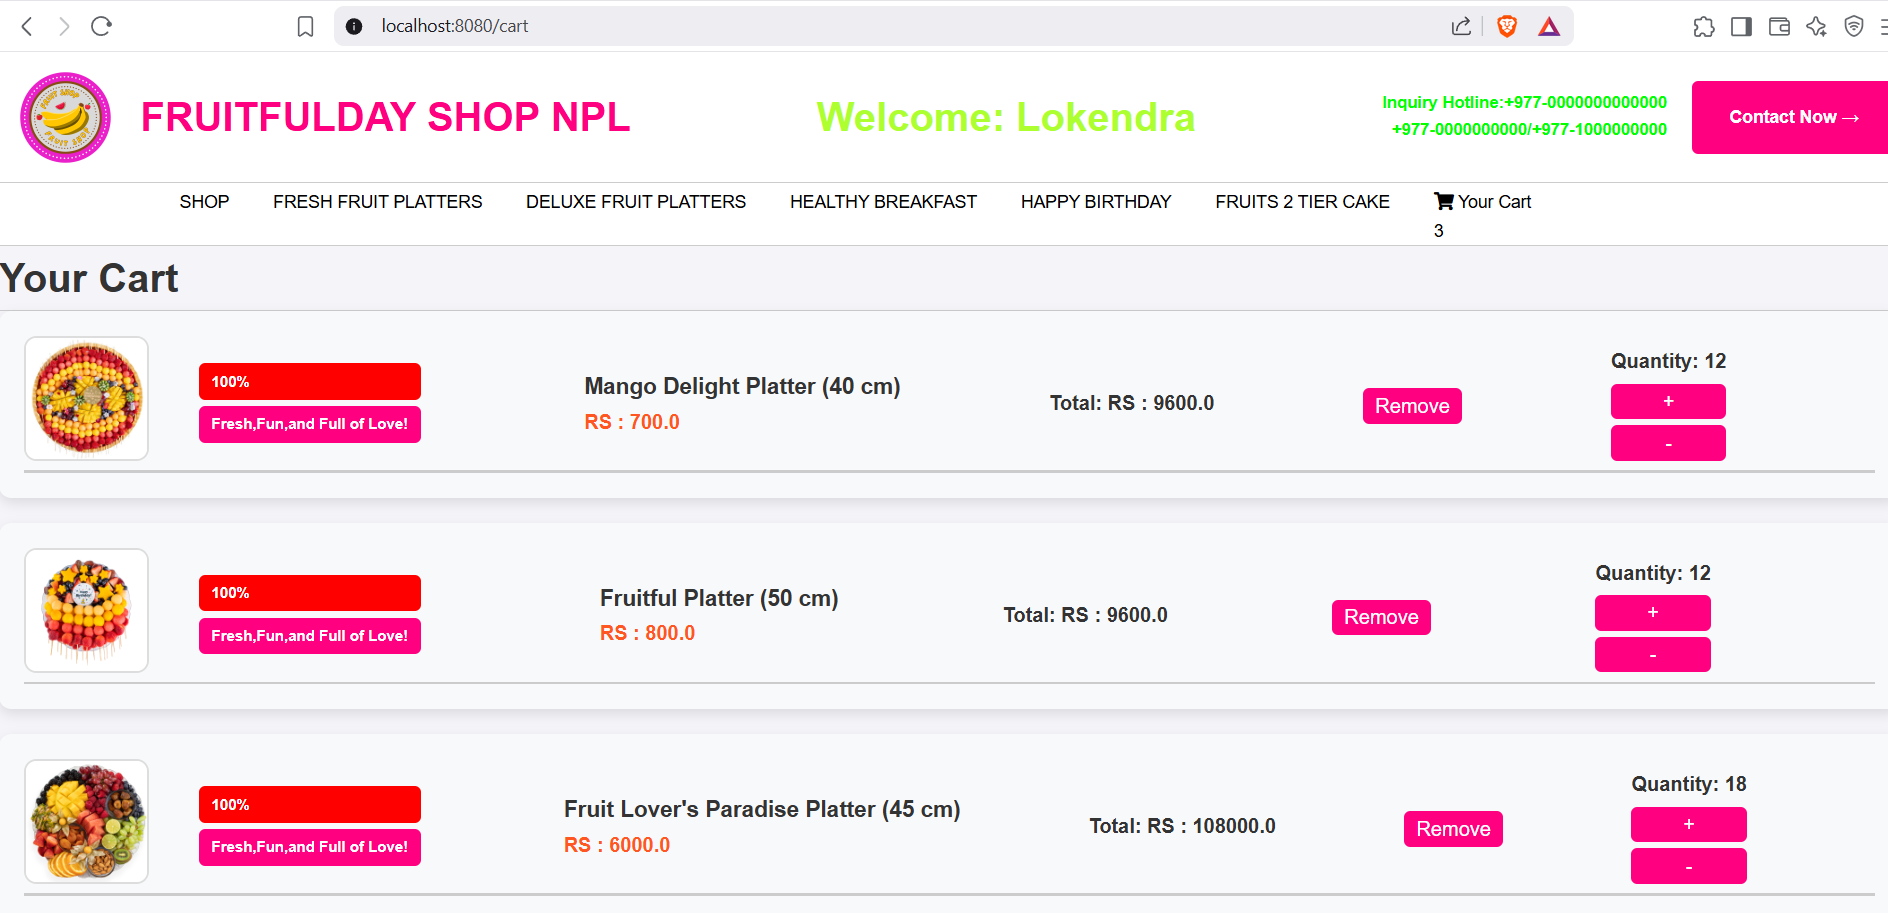 localhost:8080/cart
FRUIT SHOP
FRUIT SHOP
FRUITFULDAY SHOP NPL
Welcome: Lokendra
Inquiry Hotline:+977-0000000000000
+977-0000000000/+977-1000000000
Contact Now →
SHOP
FRESH FRUIT PLATTERS
DELUXE FRUIT PLATTERS
HEALTHY BREAKFAST
HAPPY BIRTHDAY
FRUITS 2 TIER CAKE
Your Cart
3
Your Cart
100%
Fresh,Fun,and Full of Love!
Mango Delight Platter (40 cm)
RS : 700.0
Total: RS : 9600.0
Remove
Quantity: 12
+
-
100%
Fresh,Fun,and Full of Love!
Fruitful Platter (50 cm)
RS : 800.0
Total: RS : 9600.0
Remove
Quantity: 12
+
-
100%
Fresh,Fun,and Full of Love!
Fruit Lover's Paradise Platter (45 cm)
RS : 6000.0
Total: RS : 108000.0
Remove
Quantity: 18
+
-